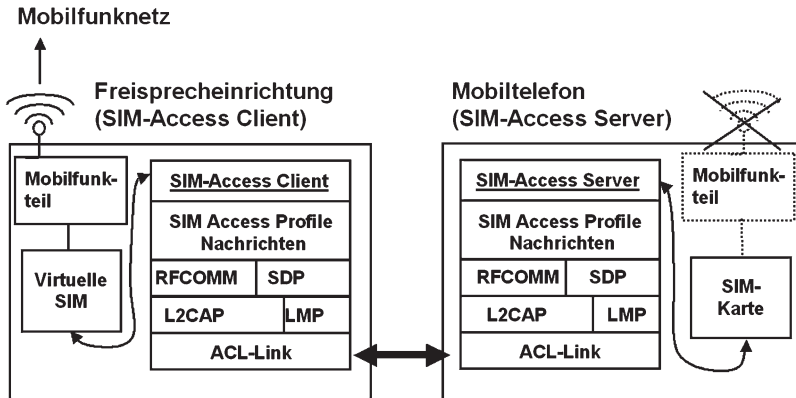 Mobilfunknetz
Freisprecheinrichtung
(SIM-Access Client)
Mobilfunk-
teil
Virtuelle
SIM
SIM-Access Client
SIM Access Profile
Nachrichten
RFCOMM SDP
L2CAP LMP
ACL-Link
Mobiltelefon
(SIM-Access Server)
SIM-Access Server
SIM Access Profile
Nachrichten
RFCOMM SDP
L2CAP LMP
ACL-Link
Mobilfunk-
teil
SIM-
Karte